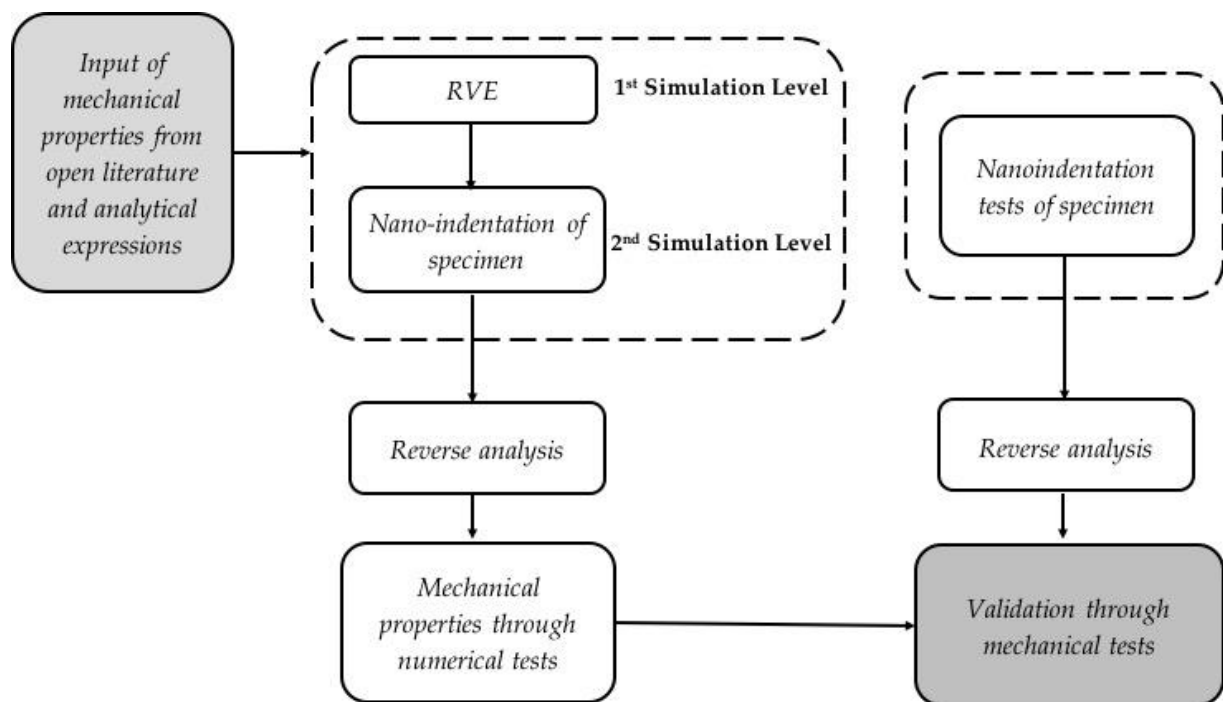 Input of
mechanical
properties from
open literature
and analytical
expressions
RVE
1st Simulation Level
Nano-indentation of
specimen
2nd Simulation Level
Reverse analysis
Mechanical
properties through
numerical tests
Nanoindentation
tests of specimen
Reverse analysis
Validation through
mechanical tests